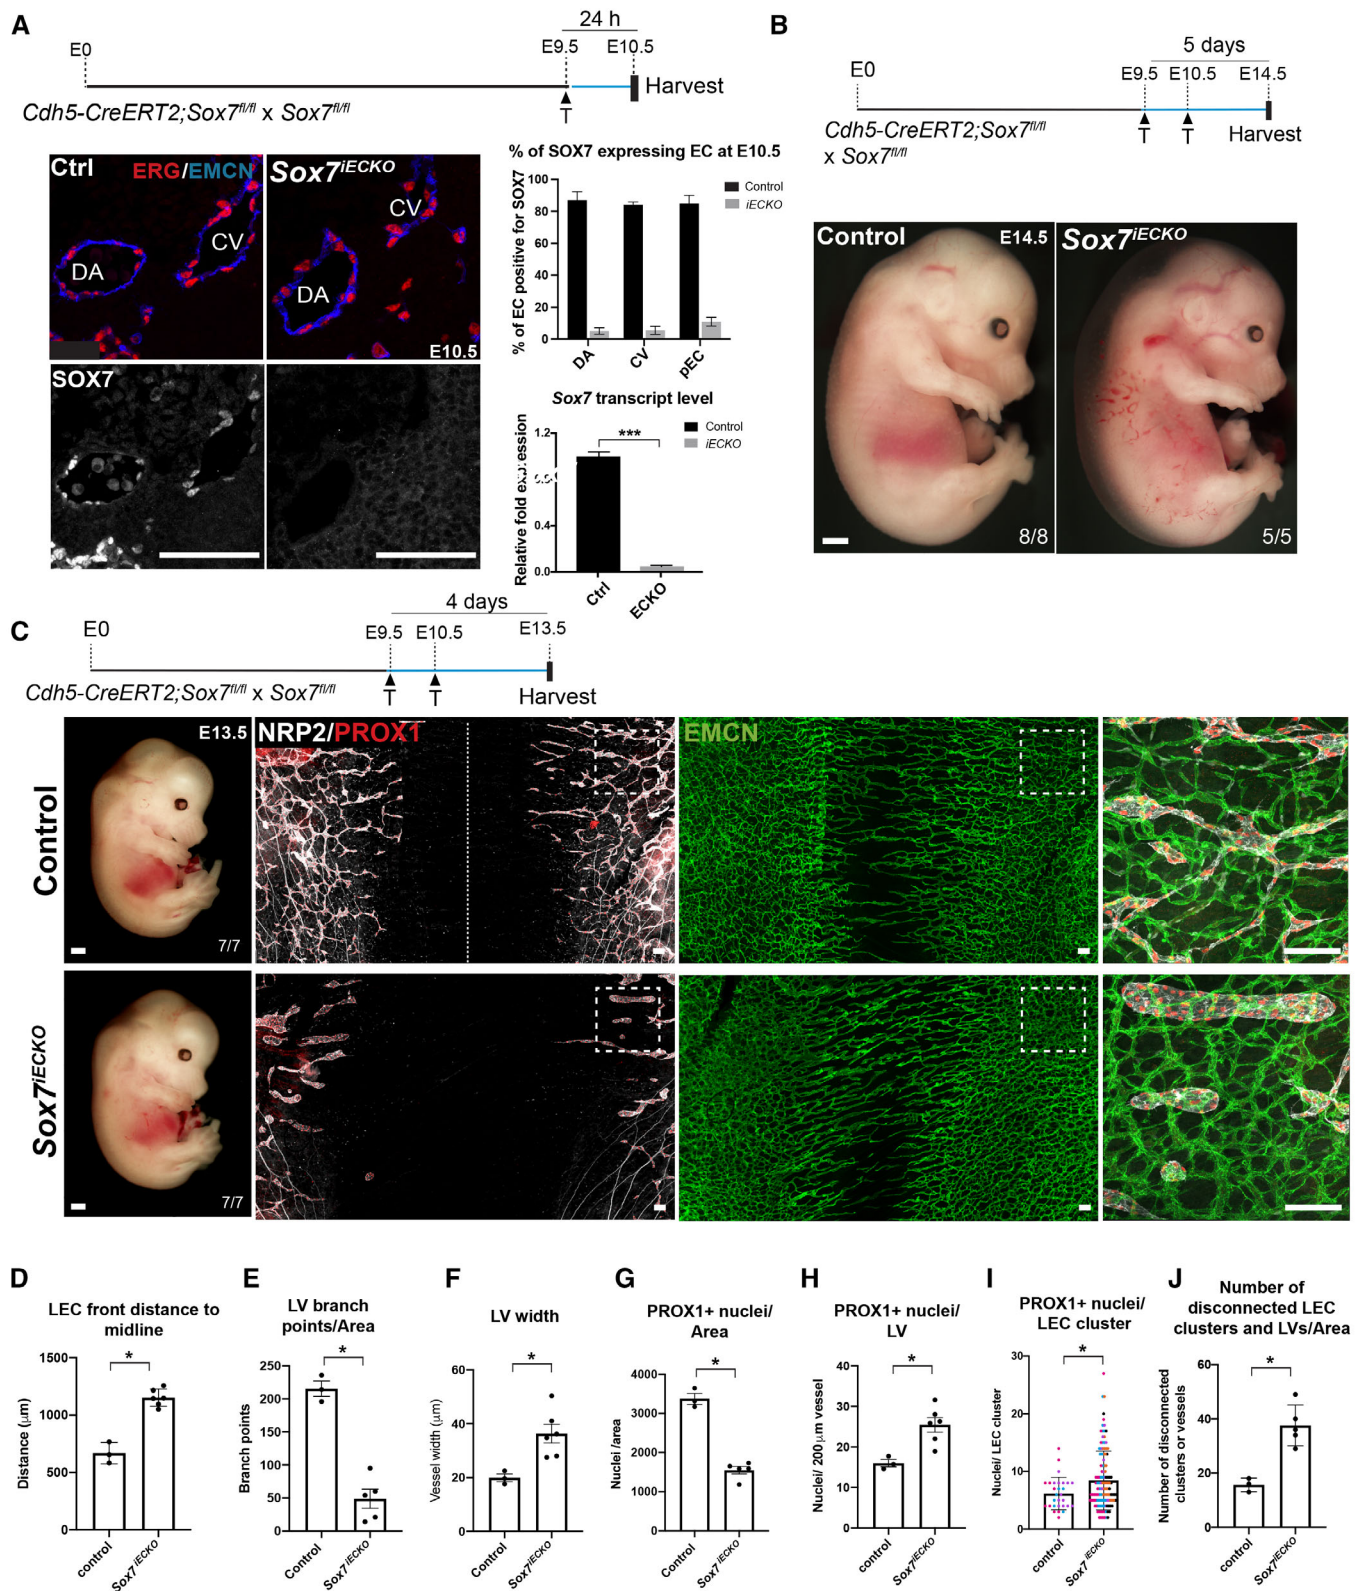 A
24 h
E0
E9.5
E10.5
Harvest
T
Cdh5-CreERT2;Sox7fl/fl x Sox7fl/fl
Ctrl
ERG/EMCN
Sox7iECKO
CV
CV
DA
DA
E10.5
SOX7
% of SOX7 expressing EC at E10.5
% of EC positive for SOX7
100
80
60
40
20
0
DA
CV
pEC
Control
iECKO
Sox7 transcript level
Control
iECKO
Relative fold expression
1.2
0.4
0.0
***
Ctrl
ECKO
B
5 days
E0
E9.5
E10.5
E14.5
T
T
Harvest
Cdh5-CreERT2;Sox7fl/fl
x Sox7fl/fl
Control
E14.5
Sox7iECKO
8/8
5/5
C
4 days
E0
E9.5
E10.5
E13.5
T
T
Harvest
Cdh5-CreERT2;Sox7fl/fl x Sox7fl/fl
E13.5
NRP2/PROX1
EMCN
Control
7/7
Sox7iECKO
7/7
D
LEC front distance to
midline
Distance (μm)
1500
1000
500
0
*
control
Sox7iECKO
E
LV branch
points/Area
Branch points
250
200
150
100
50
0
*
Control
Sox7iECKO
F
LV width
Vessel width (μm)
60
40
20
0
*
Control
Sox7iECKO
G
PROX1+ nuclei/
Area
Nuclei /area
4000
3000
2000
1000
0
*
Control
Sox7iECKO
H
PROX1+ nuclei/
LV
Nuclei/ 200μm vessel
40
30
20
10
0
*
Control
Sox7iECKO
I
PROX1+ nuclei/
LEC cluster
Nuclei/ LEC cluster
30
20
10
0
*
control
Sox7iECKO
J
Number of
disconnected LEC
clusters and LVs/Area
Number of disconnected
clusters or vessels
60
40
20
0
*
control
Sox7iECKO